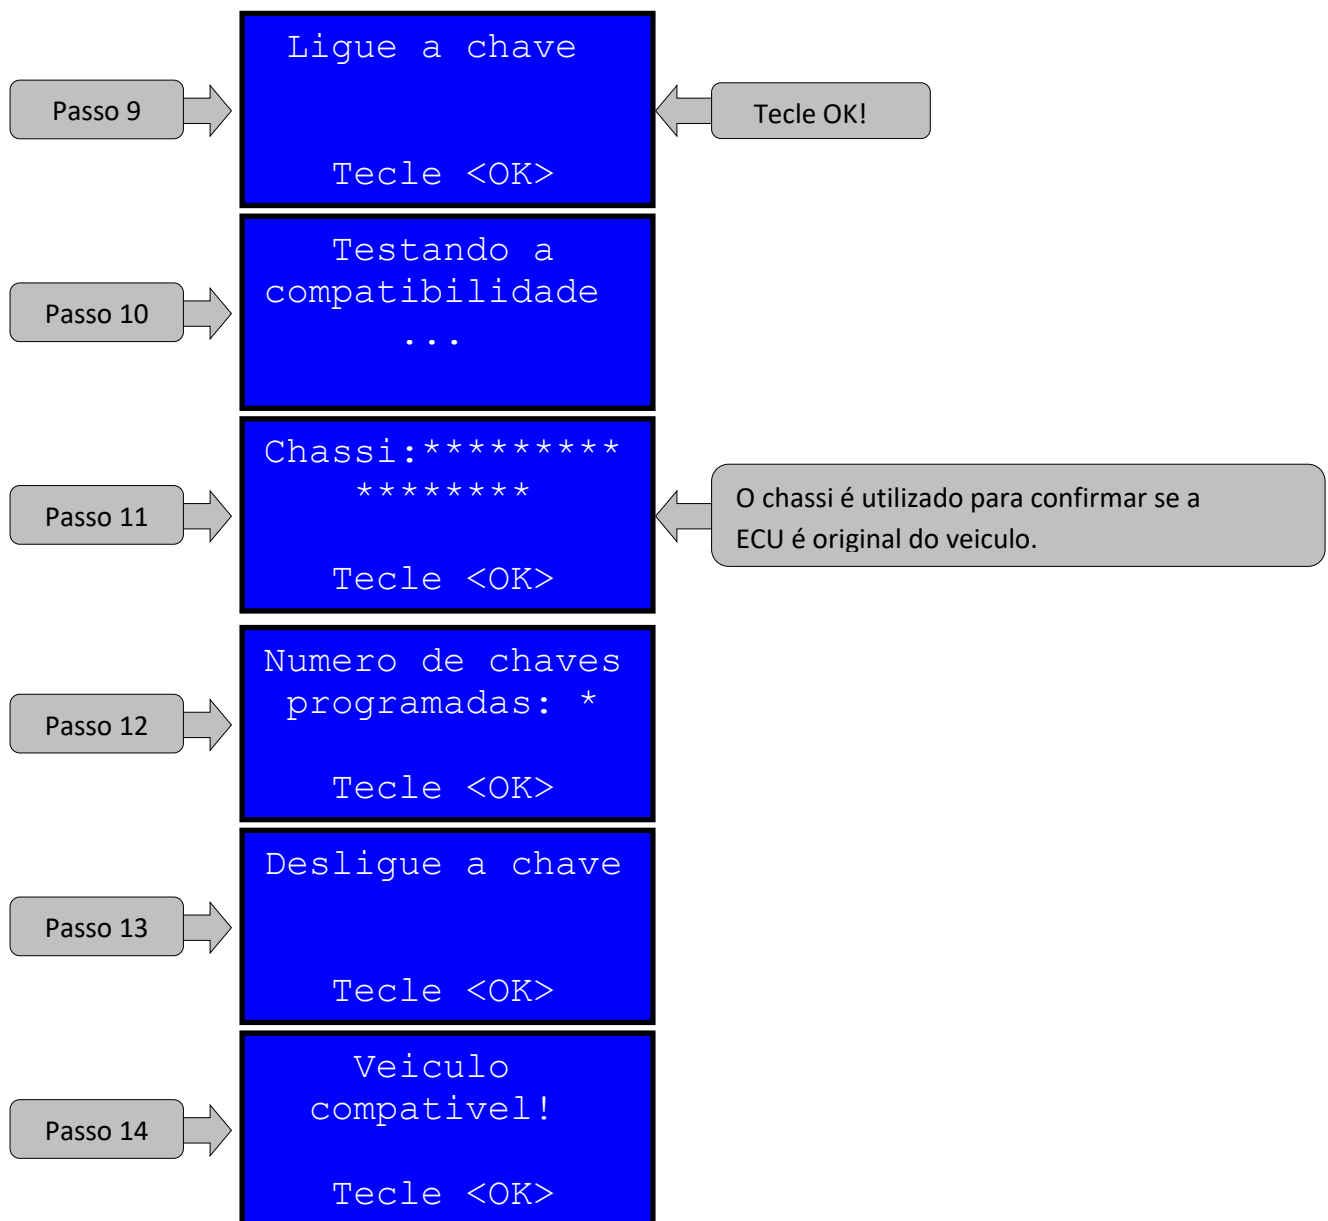 Passo 9
Ligue a chave
Tecle <OK>
Tecle OK!
Passo 10
Testando a
compatibilidade
...
Passo 11
Chassi:*********
********
Tecle <OK>
O chassi é utilizado para confirmar se a
ECU é original do veiculo.
Passo 12
Numero de chaves
programadas: *
Tecle <OK>
Passo 13
Desligue a chave
Tecle <OK>
Passo 14
Veiculo
compativel!
Tecle <OK>